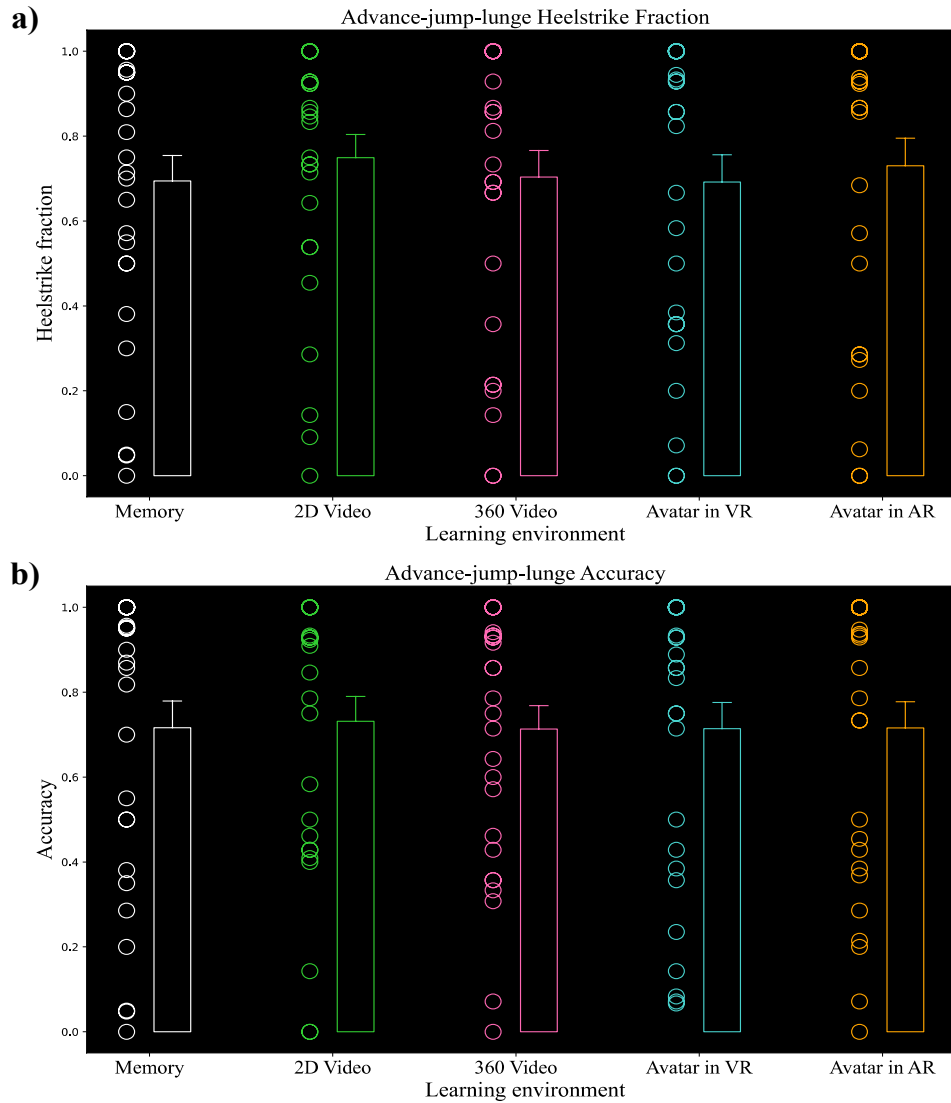 a)
Advance-jump-lunge Heelstrike Fraction
1.0
0.8
0.6
0.4
0.2
0.0
Heelstrike fraction
Memory 2D Video 360 Video Avatar in VR Avatar in AR
Learning environment
b)
Advance-jump-lunge Accuracy
1.0
0.8
0.6
0.4
0.2
0.0
Accuracy
Memory 2D Video 360 Video Avatar in VR Avatar in AR
Learning environment